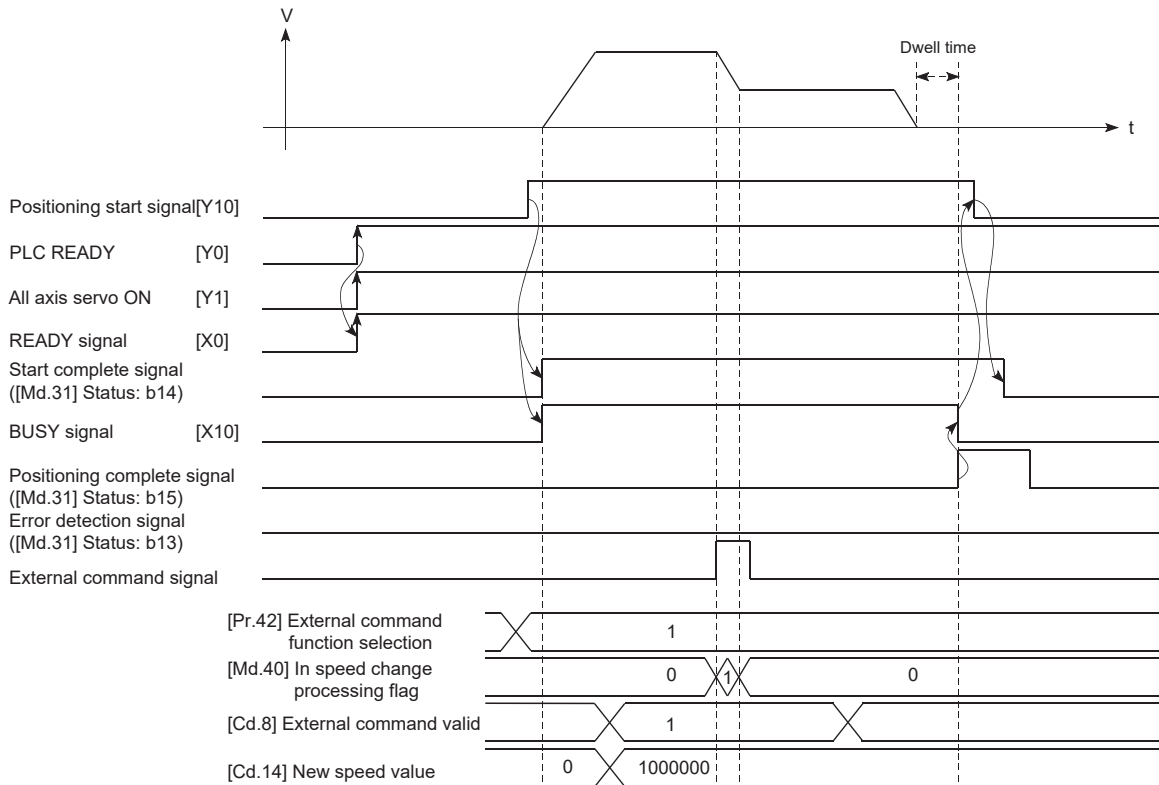 V
Dwell time
t
Positioning start signal[Y10]
PLC READY [Y0]
All axis servo ON [Y1]
READY signal [X0]
Start complete signal
([Md.31] Status: b14)
BUSY signal [X10]
Positioning complete signal
([Md.31] Status: b15)
Error detection signal
([Md.31] Status: b13)
External command signal
[Pr.42] External command
function selection
1
[Md.40] In speed change
processing flag
0 1 0
[Cd.8] External command valid 1
[Cd.14] New speed value 0 1000000